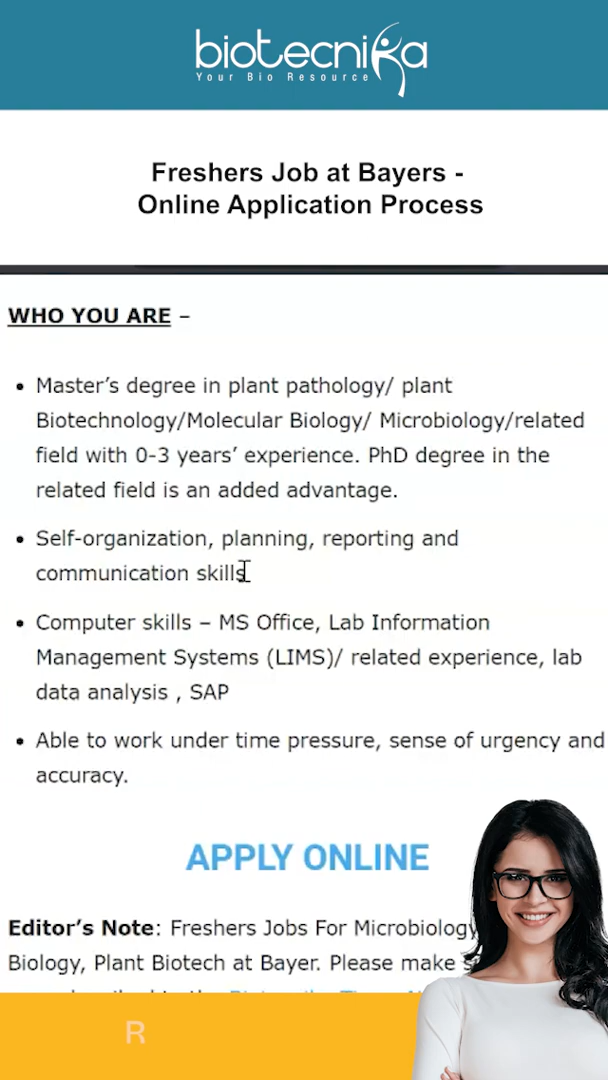 biotecnika
Your Bio Resource
Freshers Job at Bayers -
Online Application Process
WHO YOU ARE –
• Master’s degree in plant pathology/ plant
Biotechnology/Molecular Biology/ Microbiology/related
field with 0-3 years’ experience. PhD degree in the
related field is an added advantage.
• Self-organization, planning, reporting and
communication skills
• Computer skills – MS Office, Lab Information
Management Systems (LIMS)/ related experience, lab
data analysis , SAP
• Able to work under time pressure, sense of urgency and
accuracy.
APPLY ONLINE
Editor’s Note: Freshers Jobs For Microbiology
Biology, Plant Biotech at Bayer. Please make
R